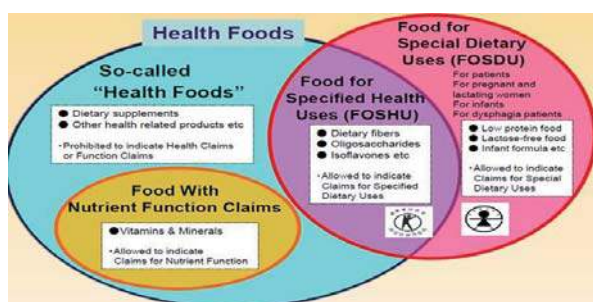 Health Foods
So-called
"Health Foods"
● Dietary supplements
● Other health related products etc
・Prohibited to indicate Health Claims
or Function Claims
Food With
Nutrient Function Claims
●Vitamins & Minerals
・Allowed to indicate
Claims for Nutrient Function
Food for
Specified Health
Uses (FOSHU)
● Dietary fibers
● Oligosaccharides
● Isoflavones etc
・Allowed to indicate
Claims for Specified
Dietary Uses
Food for
Special Dietary
Uses (FOSDU)
For patients
For pregnant and
lactating women
For infants
For dysphagia patients
● Low protein food
● Lactose-free food
● Infant formula etc
・Allowed to indicate
Claims for Special
Dietary Uses